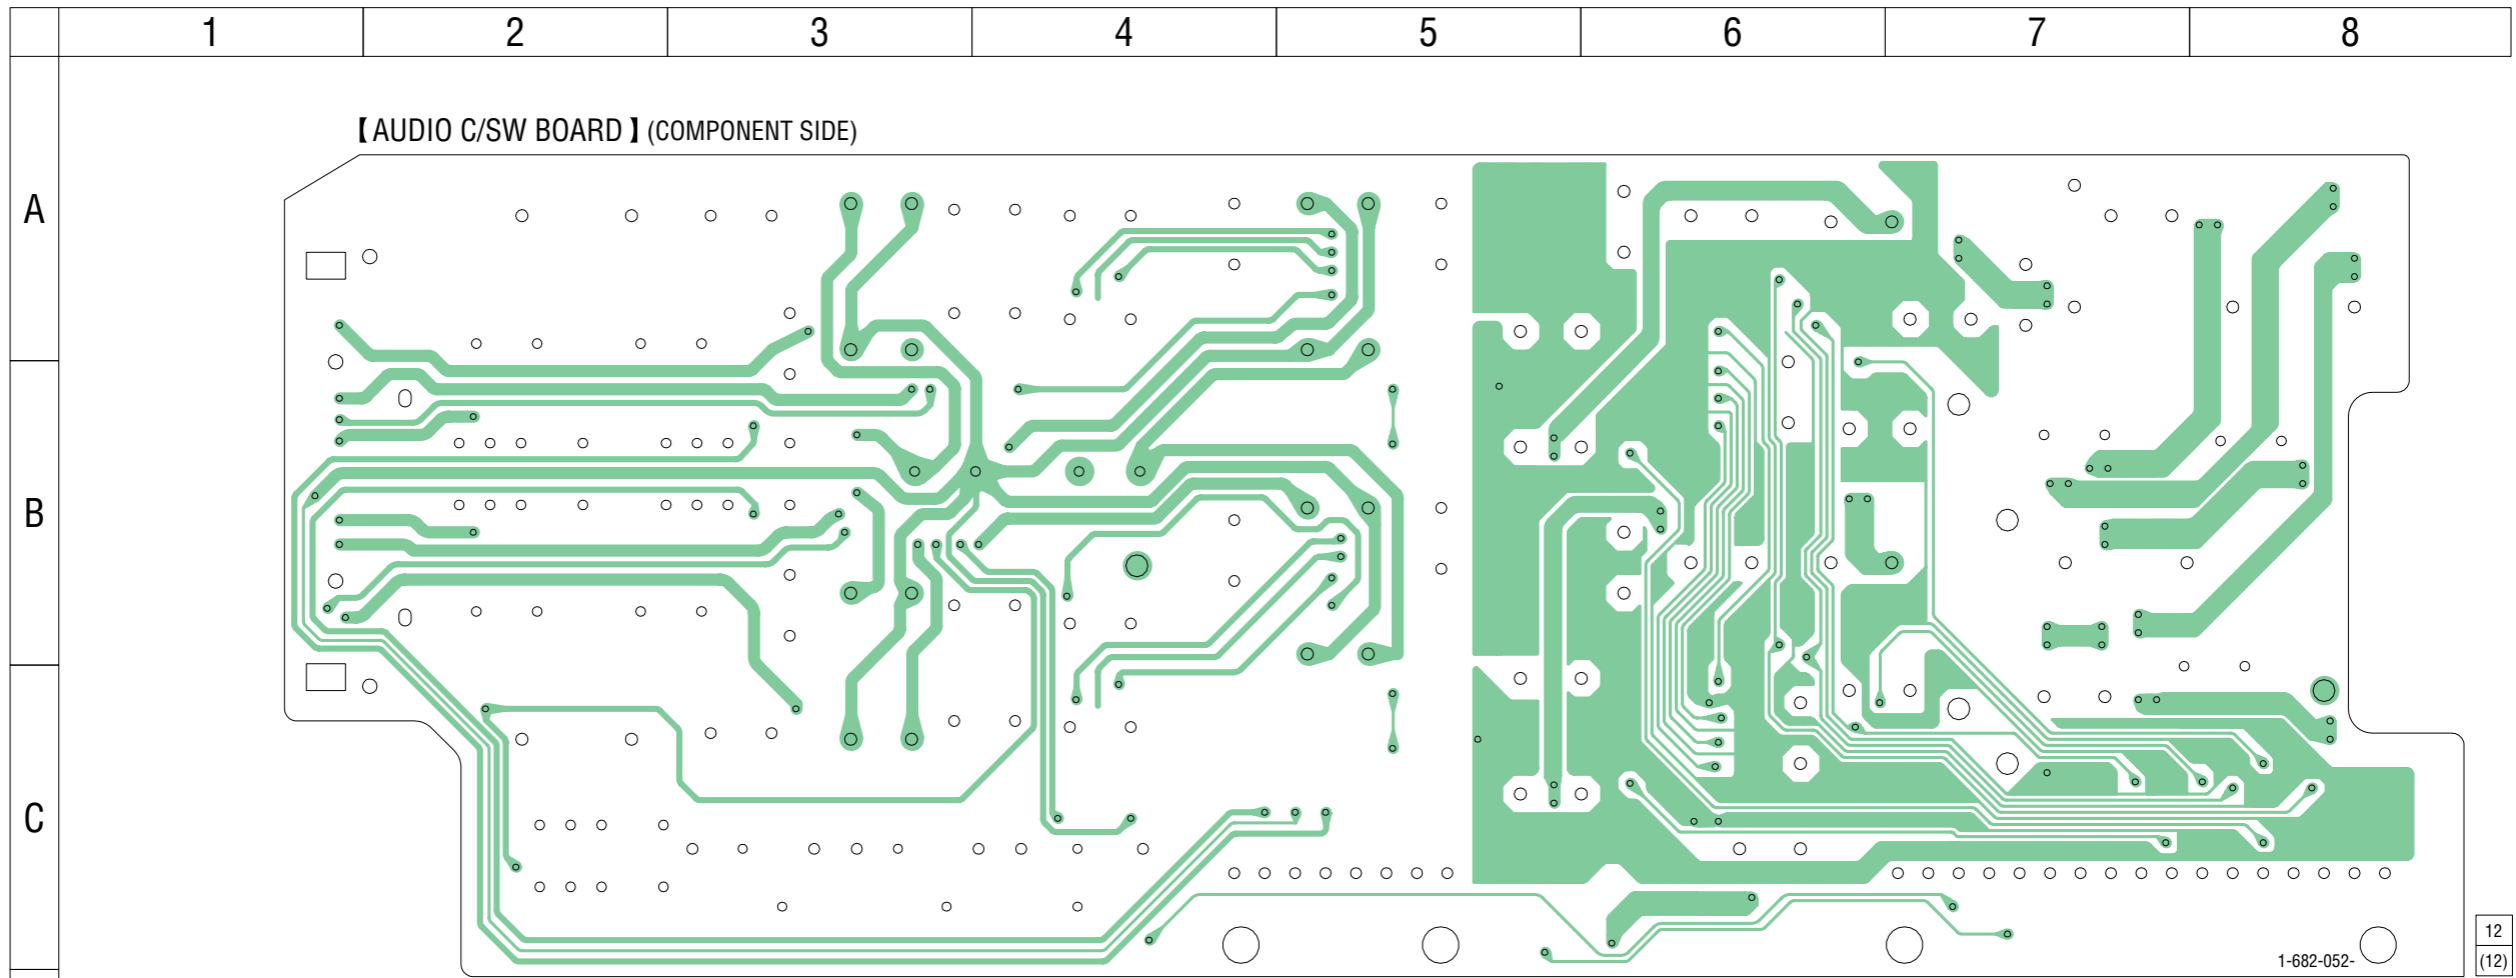 1 2 3 4 5 6 7 8
【AUDIO C/SW BOARD】(COMPONENT SIDE)
A
B
C
12
1-682-052- (12)